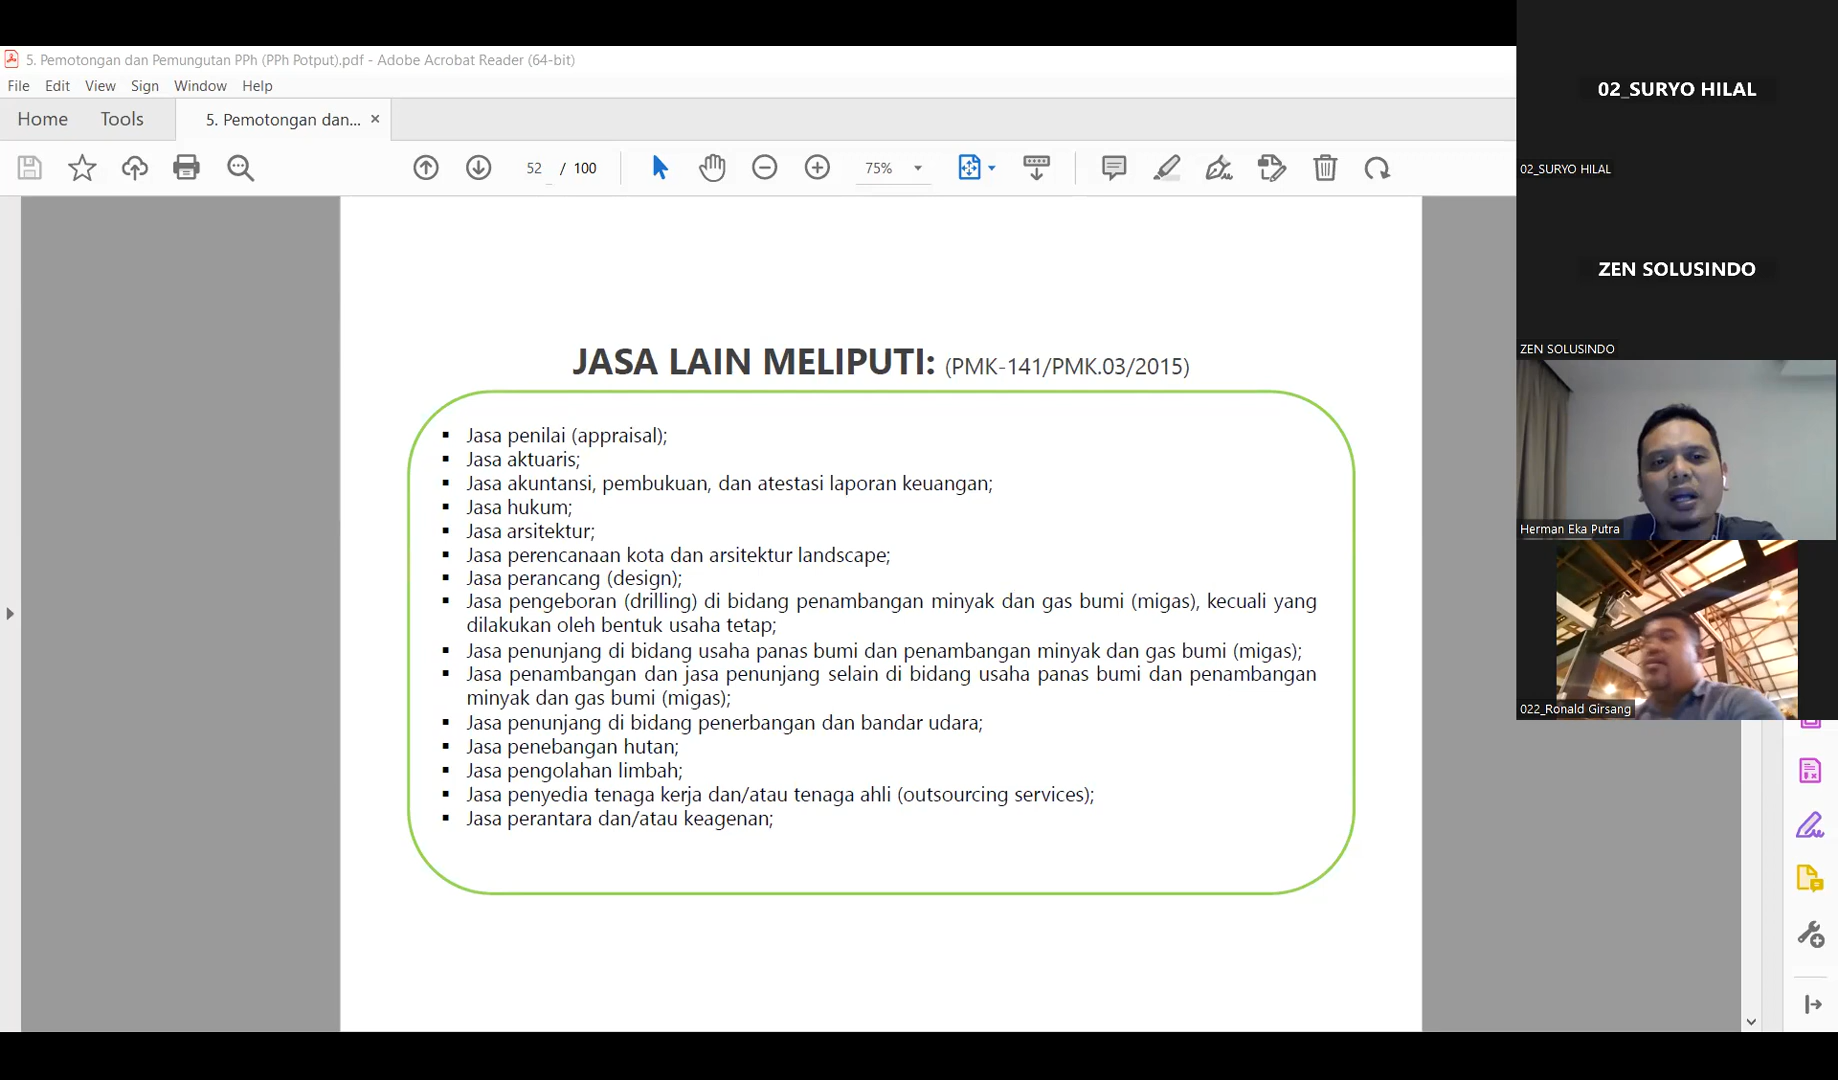 5. Pemotongan dan Pemungutan PPh (PPh Potput).pdf - Adobe Acrobat Reader (64-bit)
File Edit View Sign Window Help
Home Tools 5. Pemotongan dan... ×
52 / 100 75%
JASA LAIN MELIPUTI: (PMK-141/PMK.03/2015)
▪ Jasa penilai (appraisal);
▪ Jasa aktuaris;
▪ Jasa akuntansi, pembukuan, dan atestasi laporan keuangan;
▪ Jasa hukum;
▪ Jasa arsitektur;
▪ Jasa perencanaan kota dan arsitektur landscape;
▪ Jasa perancang (design);
▪ Jasa pengeboran (drilling) di bidang penambangan minyak dan gas bumi (migas), kecuali yang
dilakukan oleh bentuk usaha tetap;
▪ Jasa penunjang di bidang usaha panas bumi dan penambangan minyak dan gas bumi (migas);
▪ Jasa penambangan dan jasa penunjang selain di bidang usaha panas bumi dan penambangan
minyak dan gas bumi (migas);
▪ Jasa penunjang di bidang penerbangan dan bandar udara;
▪ Jasa penebangan hutan;
▪ Jasa pengolahan limbah;
▪ Jasa penyedia tenaga kerja dan/atau tenaga ahli (outsourcing services);
▪ Jasa perantara dan/atau keagenan;
02_SURYO HILAL
02_SURYO HILAL
ZEN SOLUSINDO
ZEN SOLUSINDO
Herman Eka Putra
022_Ronald Girsang